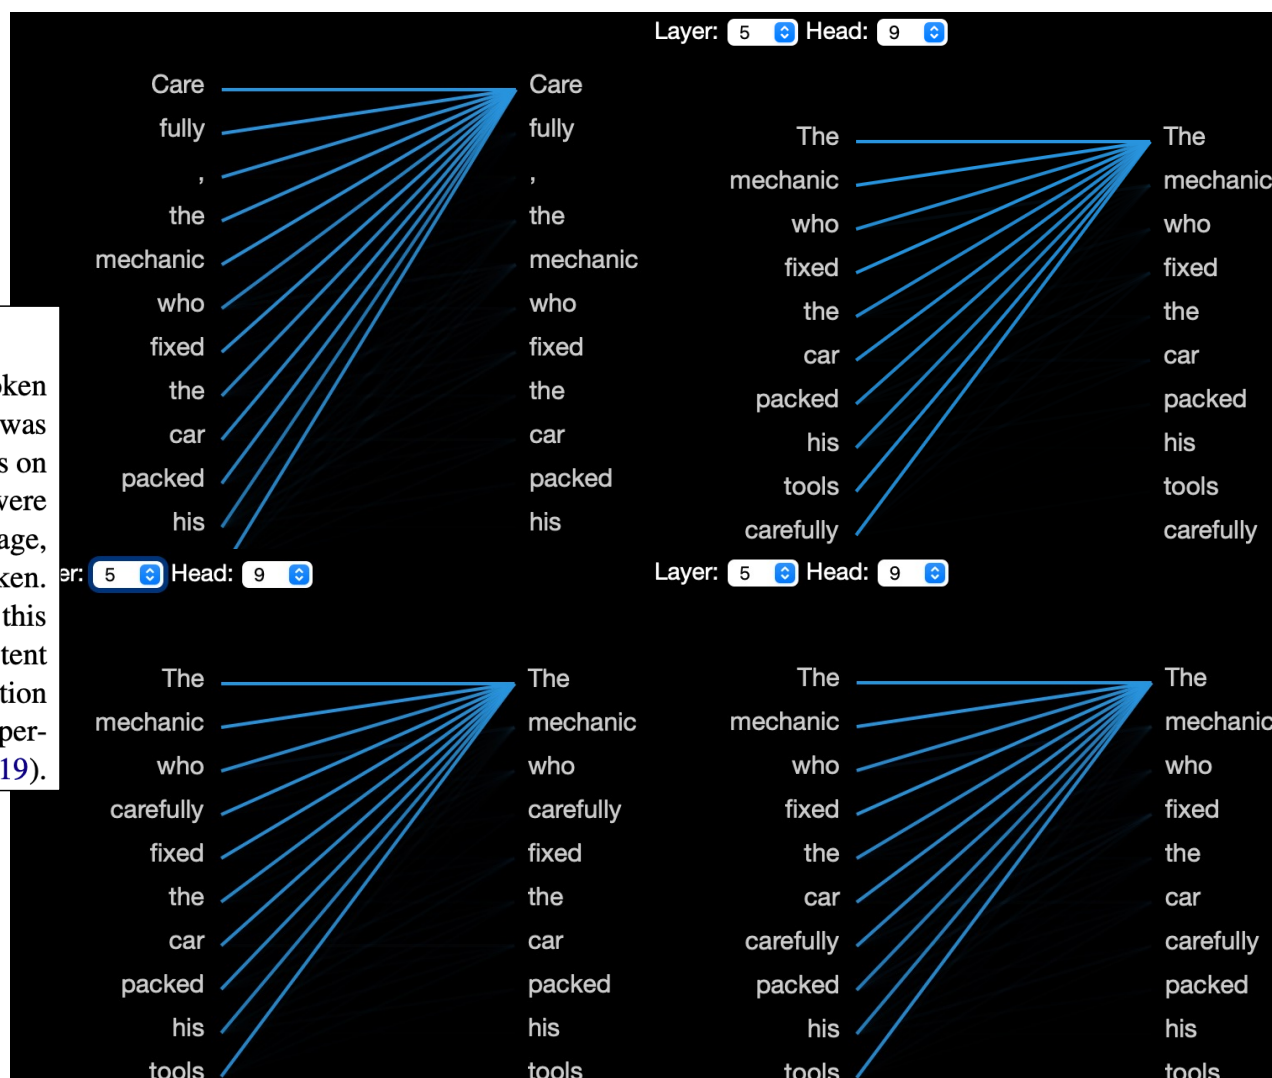 Layer: 5 Head: 9
Care Care
fully fully
, ,
the the
mechanic mechanic
who who
fixed fixed
the the
car car
packed packed
his his
The The
mechanic mechanic
who who
fixed fixed
the the
car car
packed packed
his his
tools tools
carefully carefully
oken
was
s on
vere
age,
ken.
this
tent
tion
per-
19).
er: 5 Head: 9
The The
mechanic mechanic
who who
carefully carefully
fixed fixed
the the
car car
packed packed
his his
tools tools
Layer: 5 Head: 9
The The
mechanic mechanic
who who
fixed fixed
the the
car car
carefully carefully
packed packed
his his
tools tools